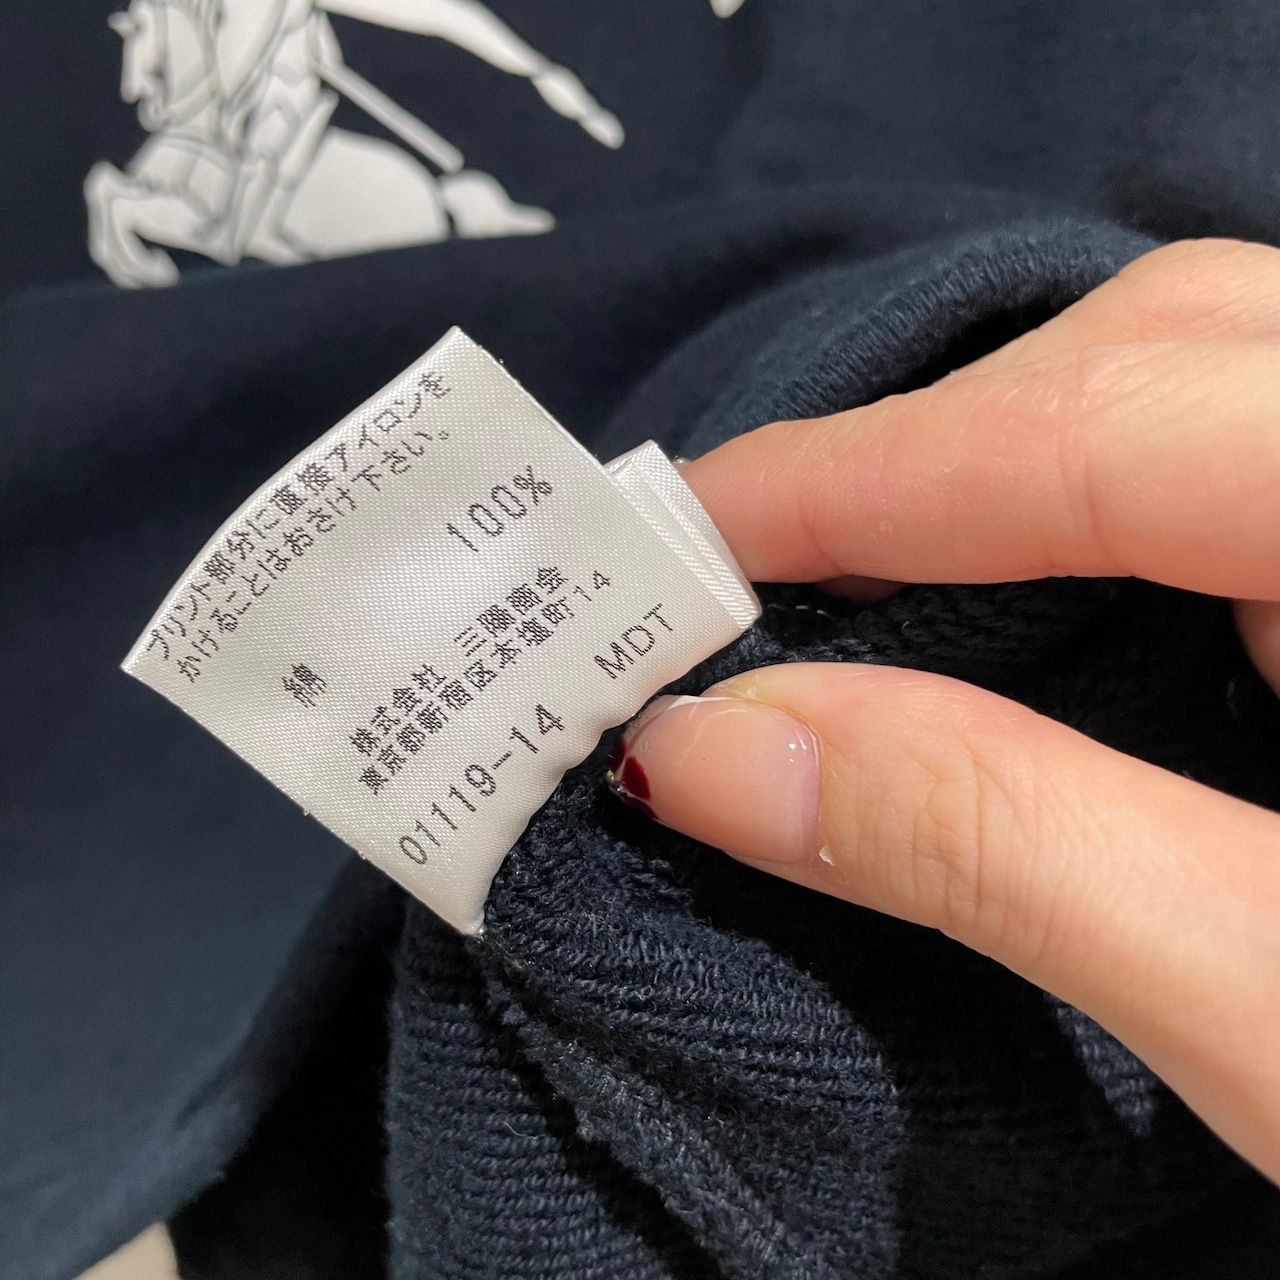 プリント部分に直接アイロンを
かけることはおさけ下さい。
綿 100%
株式会社 三陽商会
東京都新宿区本塩町14
01119-14 MDT